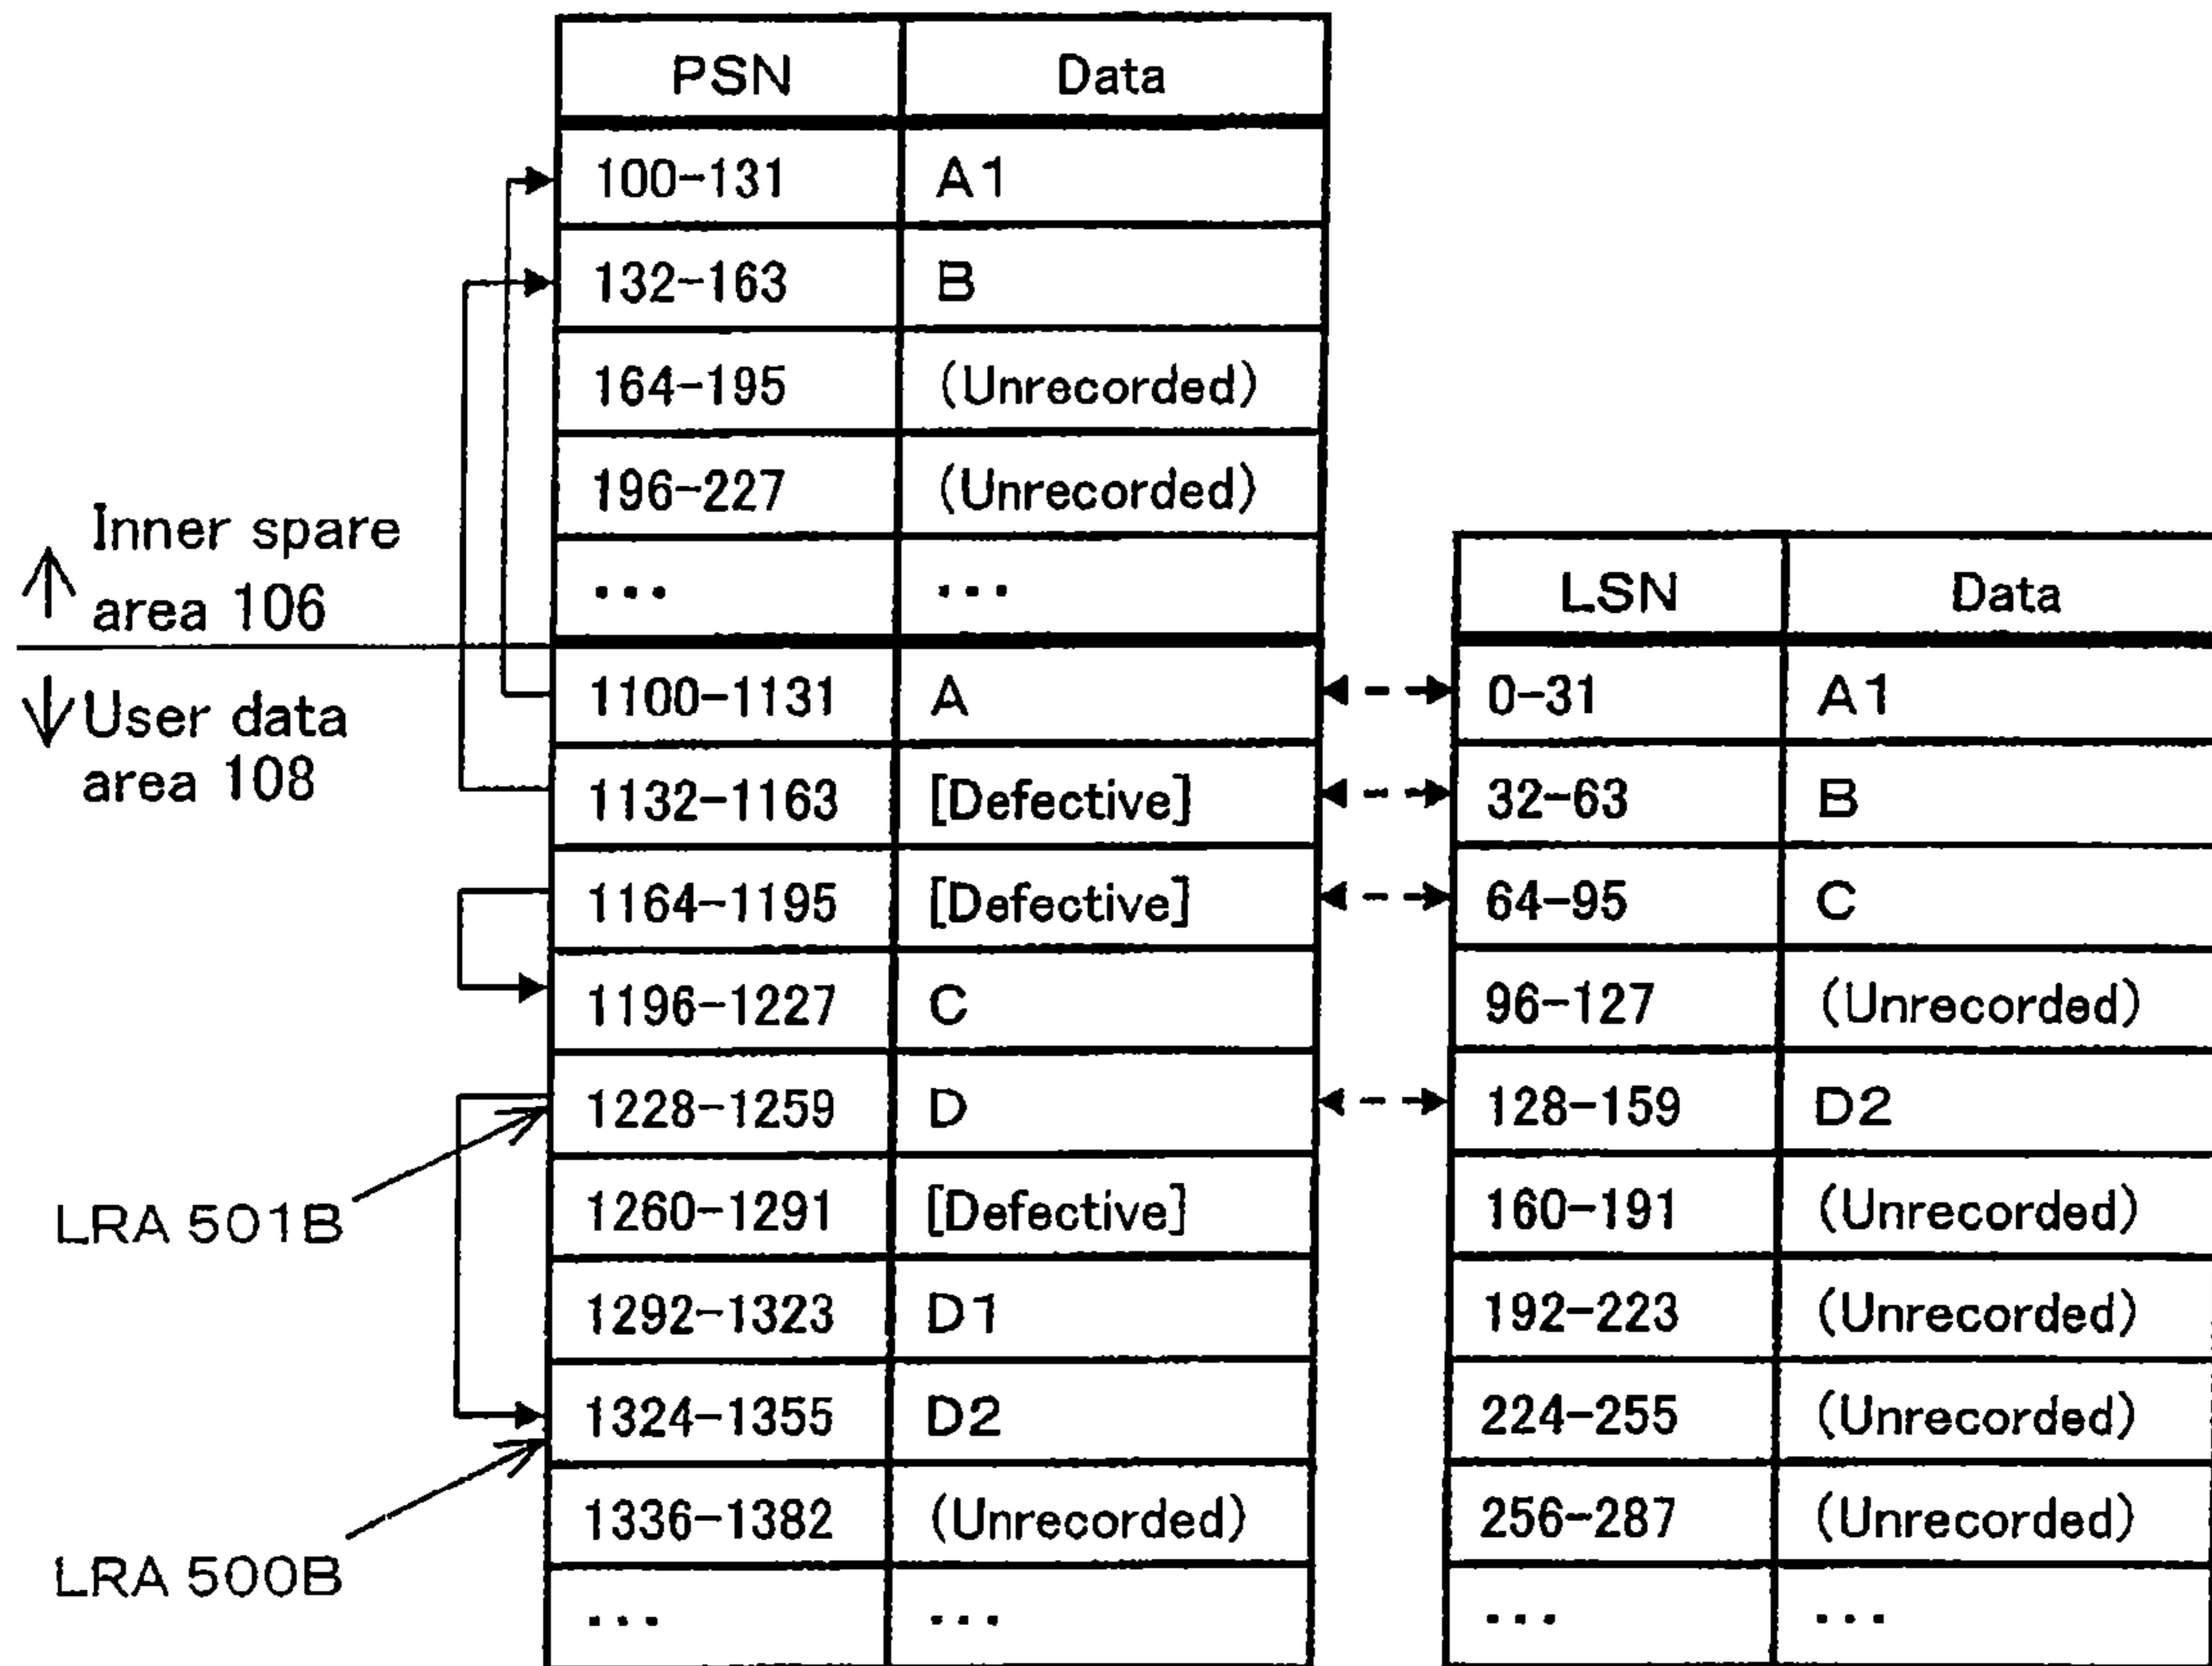 PSN Data
100-131 A1
132-163 B
164-195 (Unrecorded)
196-227 (Unrecorded)
... ...
↑ Inner spare
area 106
↓ User data
area 108
1100-1131 A
1132-1163 [Defective]
1164-1195 [Defective]
1196-1227 C
1228-1259 D
1260-1291 [Defective]
1292-1323 D1
1324-1355 D2
1336-1382 (Unrecorded)
... ...
LRA 501B
LRA 500B
LSN Data
0-31 A1
32-63 B
64-95 C
96-127 (Unrecorded)
128-159 D2
160-191 (Unrecorded)
192-223 (Unrecorded)
224-255 (Unrecorded)
256-287 (Unrecorded)
... ...